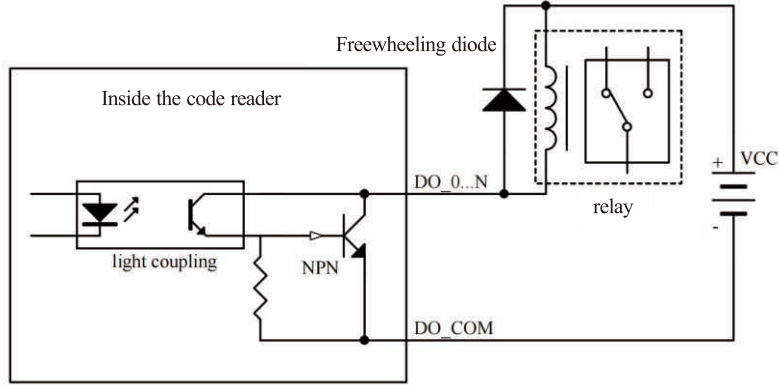 Freewheeling diode
Inside the code reader
DO_0...N
+ VCC
-
relay
light coupling
NPN
DO_COM